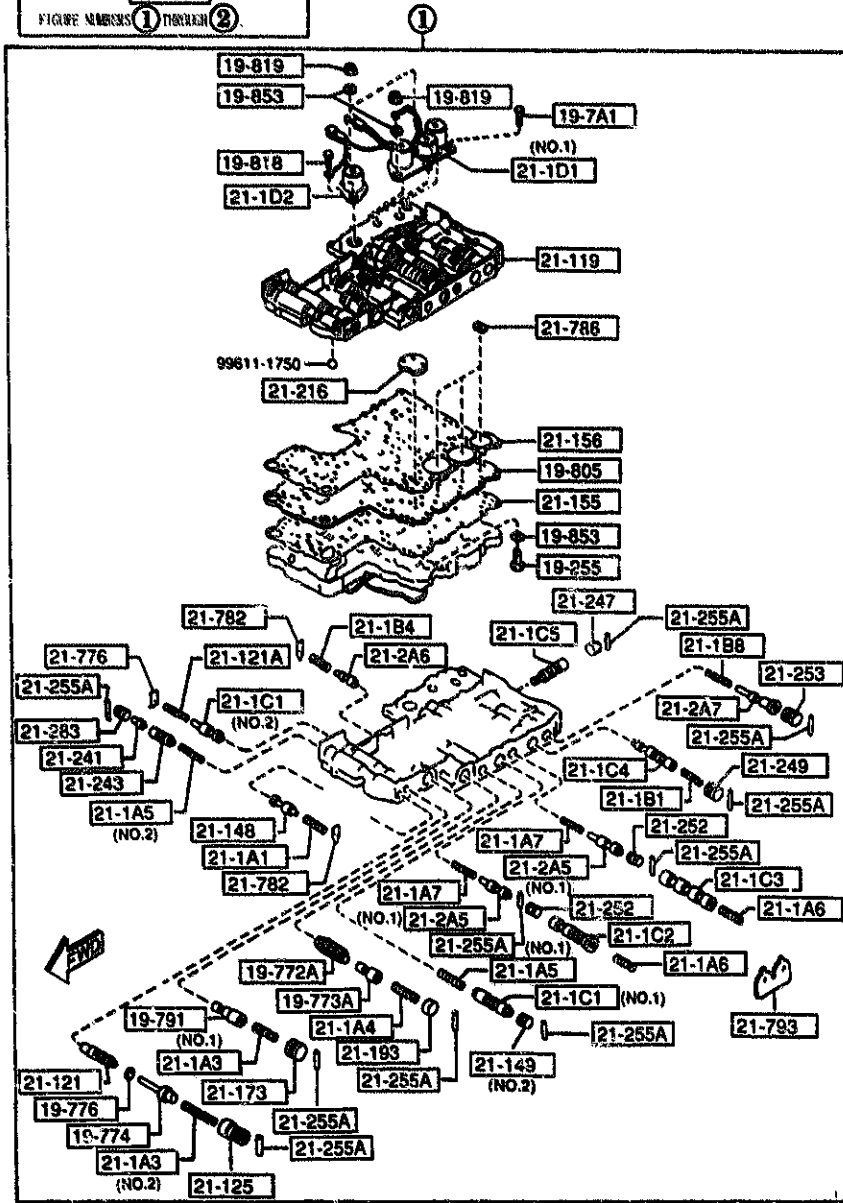 FIGURE NUMBERS 1 THROUGH 2.
1
19-819
19-853
19-819
19-7A1
(NO.1)
19-818
21-1D1
21-1D2
21-119
21-786
99611-1750
21-216
21-156
19-805
21-155
19-853
19-255
21-247
21-782
21-1B4
21-1C5
21-255A
21-776
21-121A
21-2A6
21-1B8
21-253
21-255A
21-1C1
(NO.2)
21-2A7
21-283
21-255A
21-241
21-243
21-1C4
21-249
21-1A5
(NO.2)
21-1B1
21-255A
21-148
21-1A7
21-252
21-1A1
21-2A5
(NO.1)
21-255A
21-782
21-1A7
21-1C3
(NO.1)
21-2A5
21-252
21-1A6
21-255A
(NO.1)
21-1C2
FWD
19-772A
21-1A5
21-1A6
19-773A
21-1C1 (NO.1)
19-791
(NO.1)
21-1A4
21-255A
21-793
21-1A3
21-193
21-149
(NO.2)
21-121
21-173
21-255A
19-776
21-255A
19-774
21-255A
21-1A3
(NO.2)
21-125